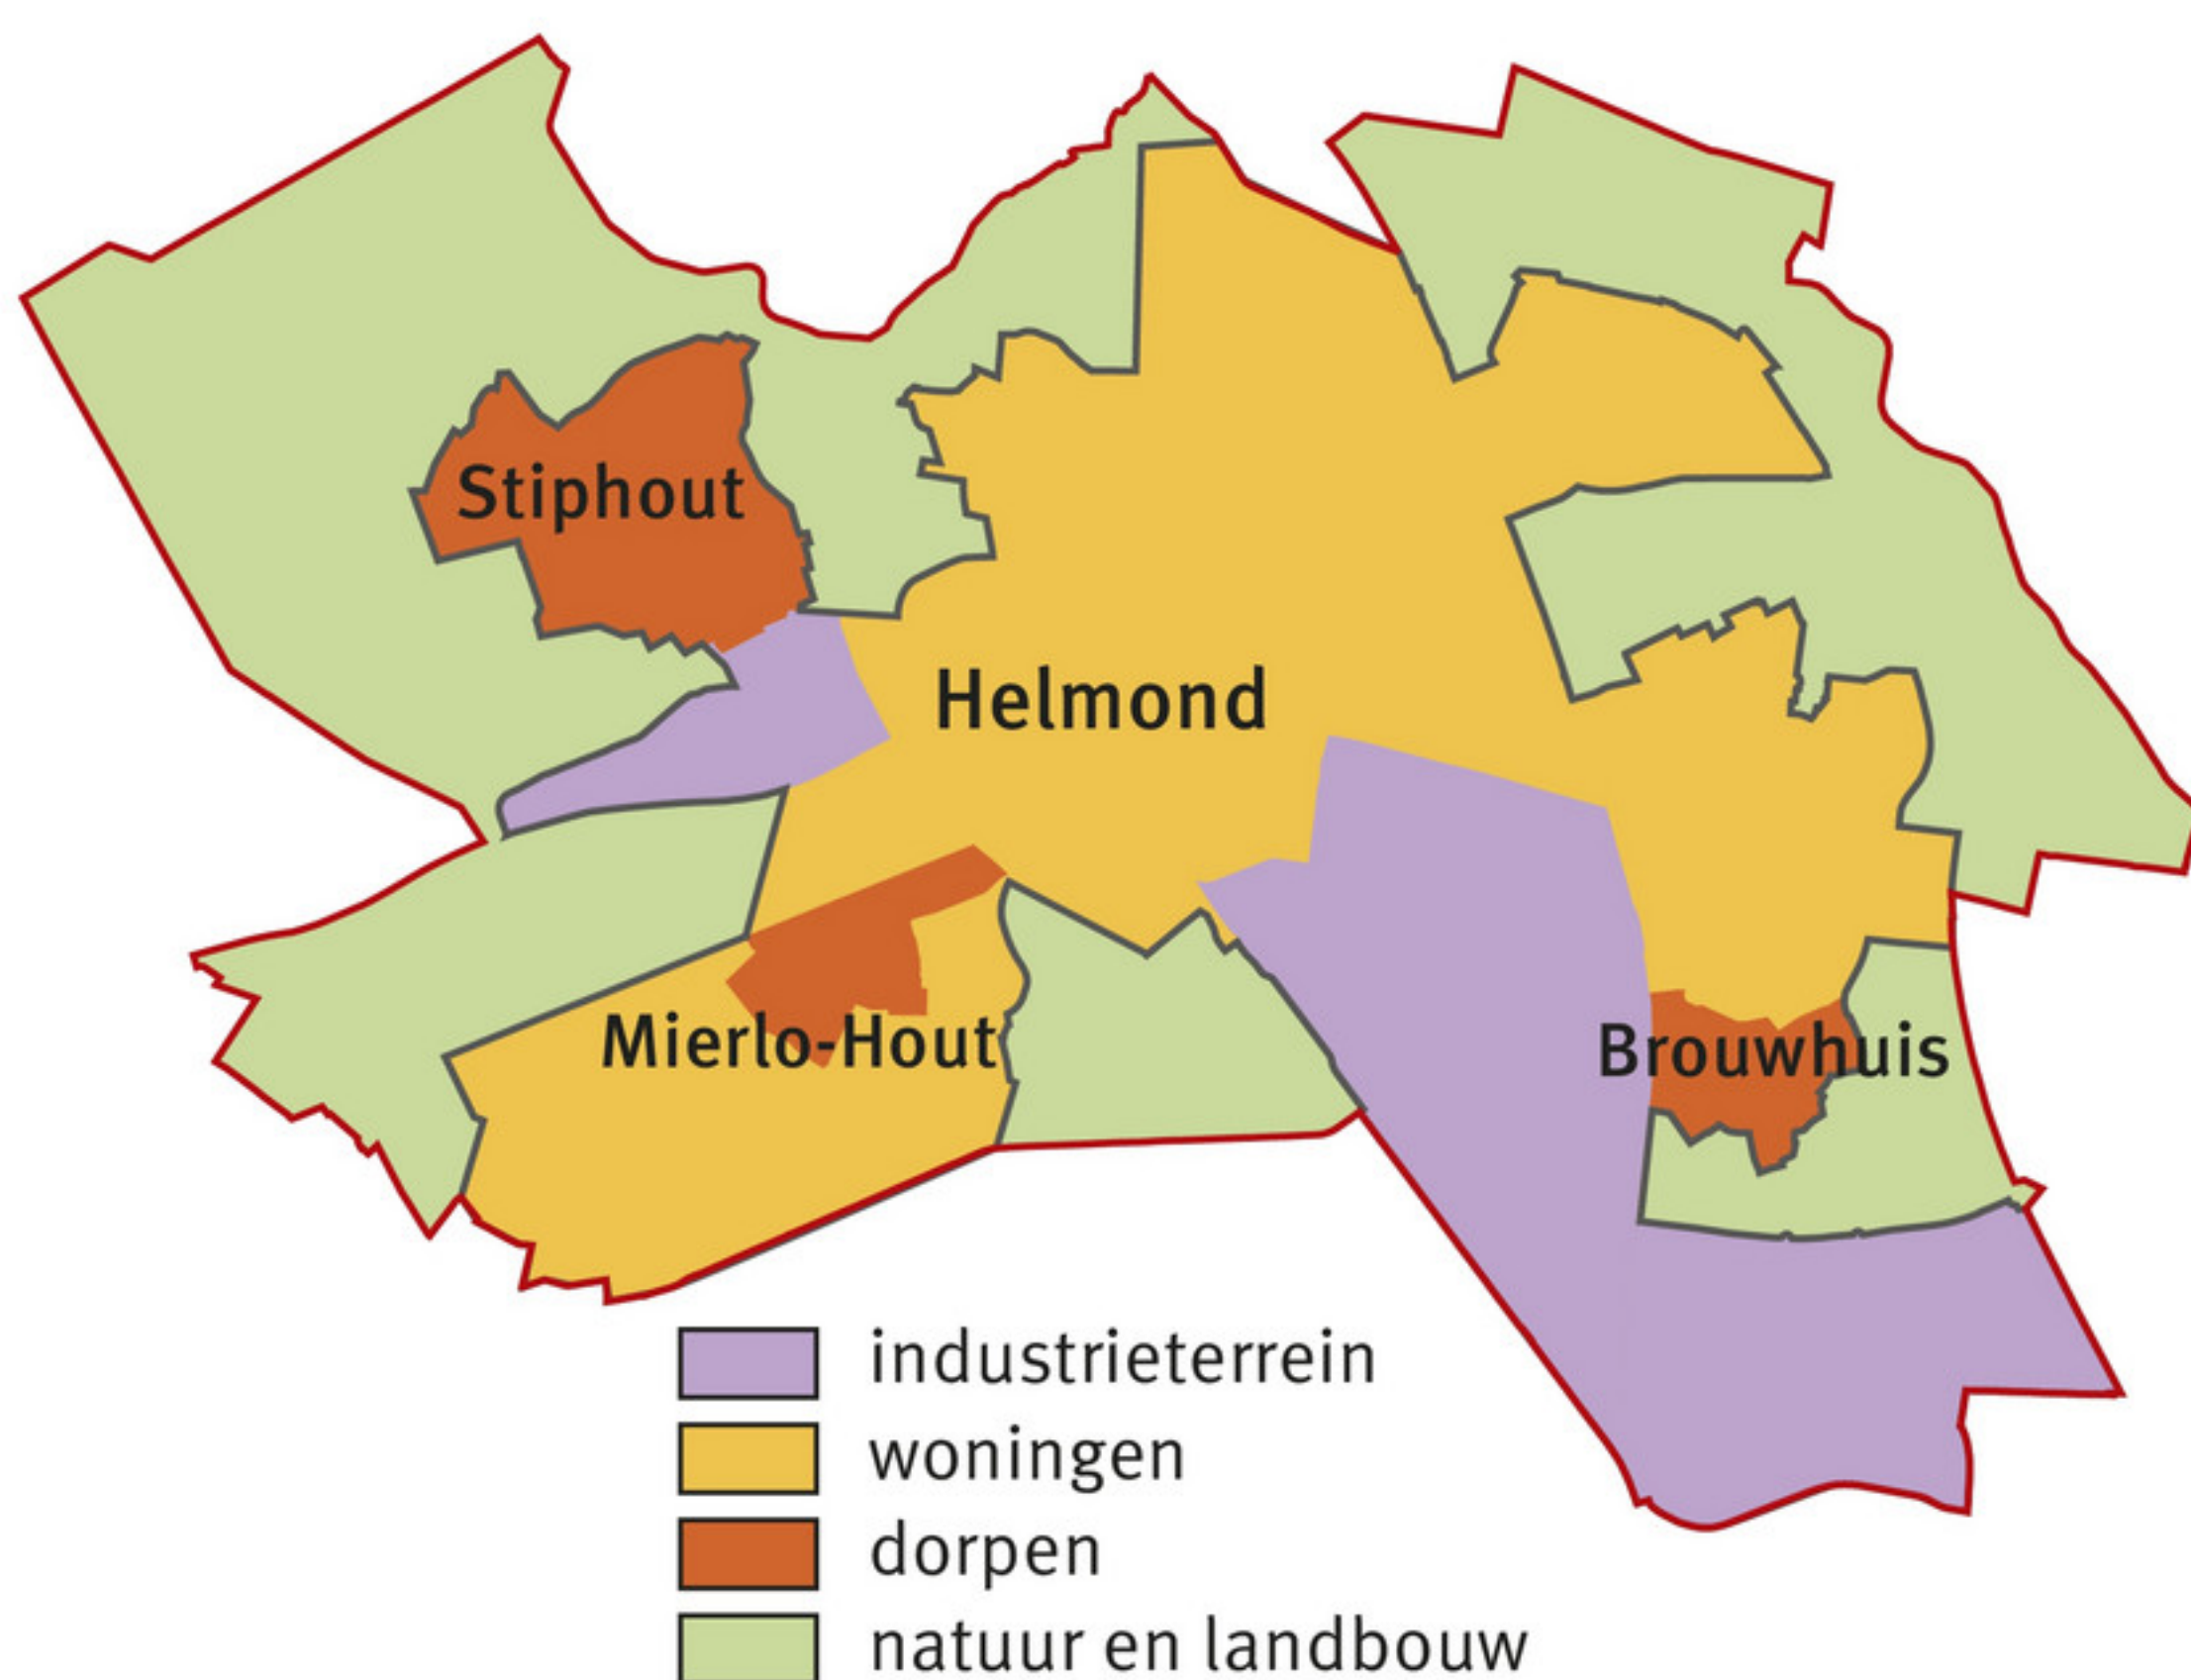 Stiphout
Helmond
Mierlo-Hout
Brouwhuis
industrieterrein
woningen
dorpen
natuur en landbouw